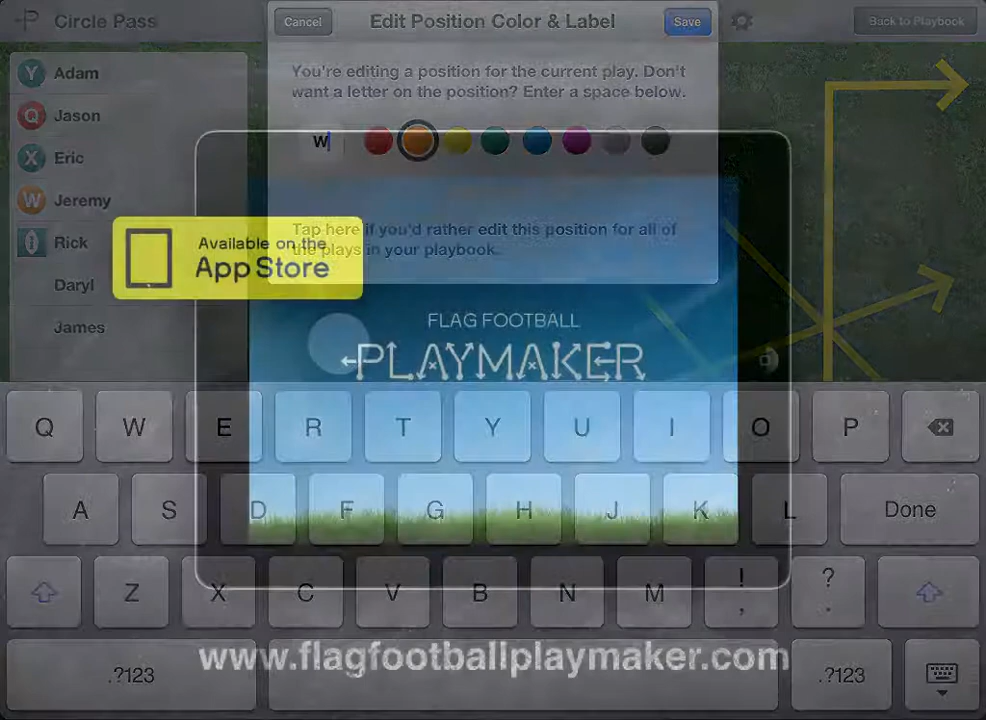 Circle Pass
Cancel
Edit Position Color & Label
Save
Back to Playbook
You're editing a position for the current play. Don't
want a letter on the position? Enter a space below.
W
Y Adam
Q Jason
X Eric
W Jeremy
Rick
Daryl
James
Tap here if you'd rather edit this position for all of
the plays in your playbook.
Available on the
App Store
FLAG FOOTBALL
PLAYMAKER
Q W E R T Y U I O P
A S D F G H J K L Done
Z X C V B N M ! , ? .
www.flagfootballplaymaker.com
.?123 .?123